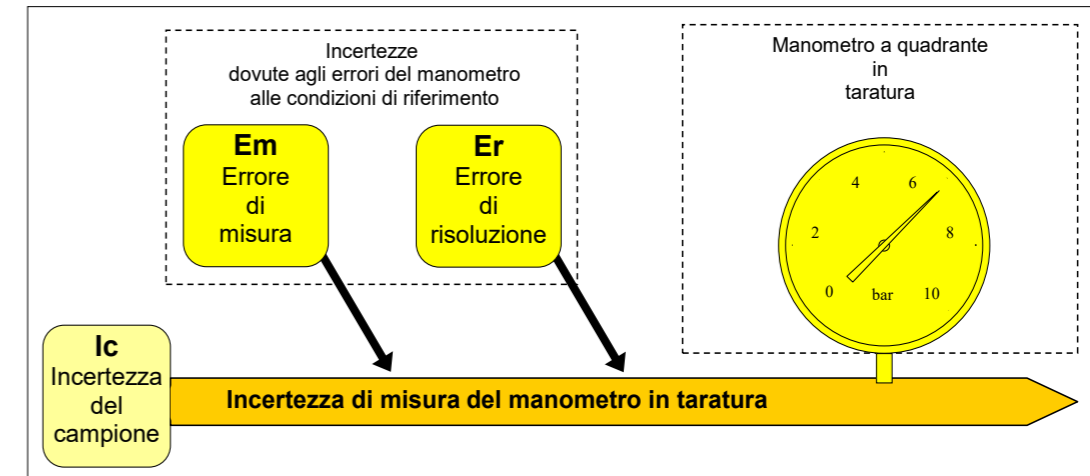 Incertezze
dovute agli errori del manometro
alle condizioni di riferimento
Em
Errore
di
misura
Er
Errore
di
risoluzione
Manometro a quadrante
in
taratura
0
2
4
6
8
10
bar
Ic
Incertezza
del
campione
Incertezza di misura del manometro in taratura